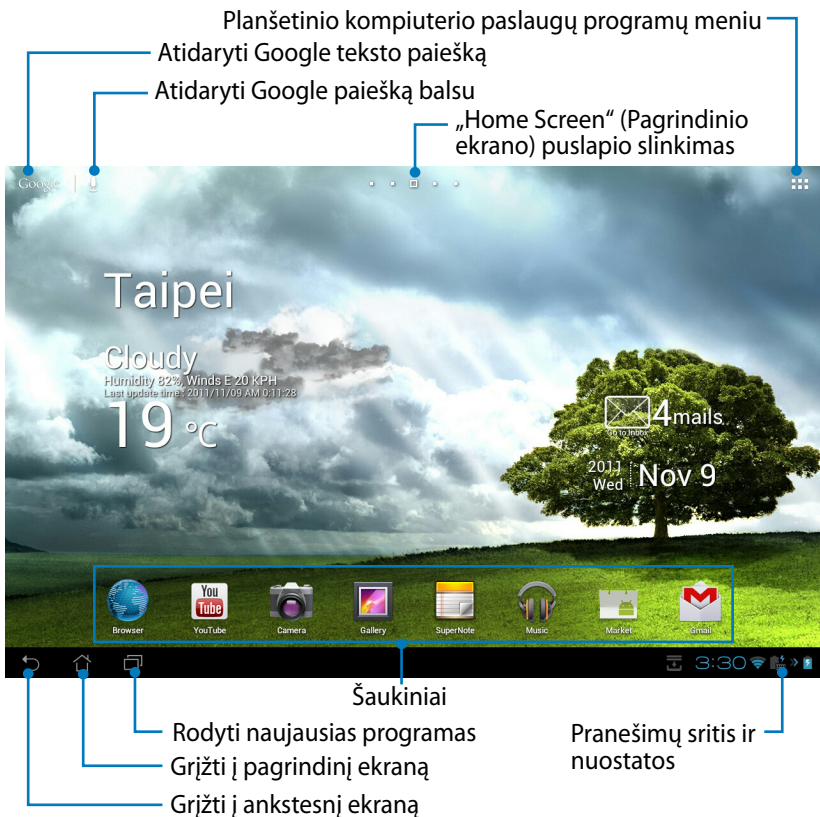 Planšetinio kompiuterio paslaugų programų meniu
Atidaryti Google teksto paiešką
Atidaryti Google paiešką balsu
„Home Screen“ (Pagrindinio
ekrano) puslapio slinkimas
Google
Taipei
Cloudy
Humidity 82%, Winds E 20 KPH
Last update time : 2011/11/09 AM 0:11:28
19 °C
4mails
Go to Inbox
2011
Wed
Nov 9
You
Tube
Browser
YouTube
Camera
Gallery
SuperNote
Music
Market
Gmail
3:30
Šaukiniai
Rodyti naujausias programas
Grįžti į pagrindinį ekraną
Grįžti į ankstesnį ekraną
Pranešimų sritis ir
nuostatos